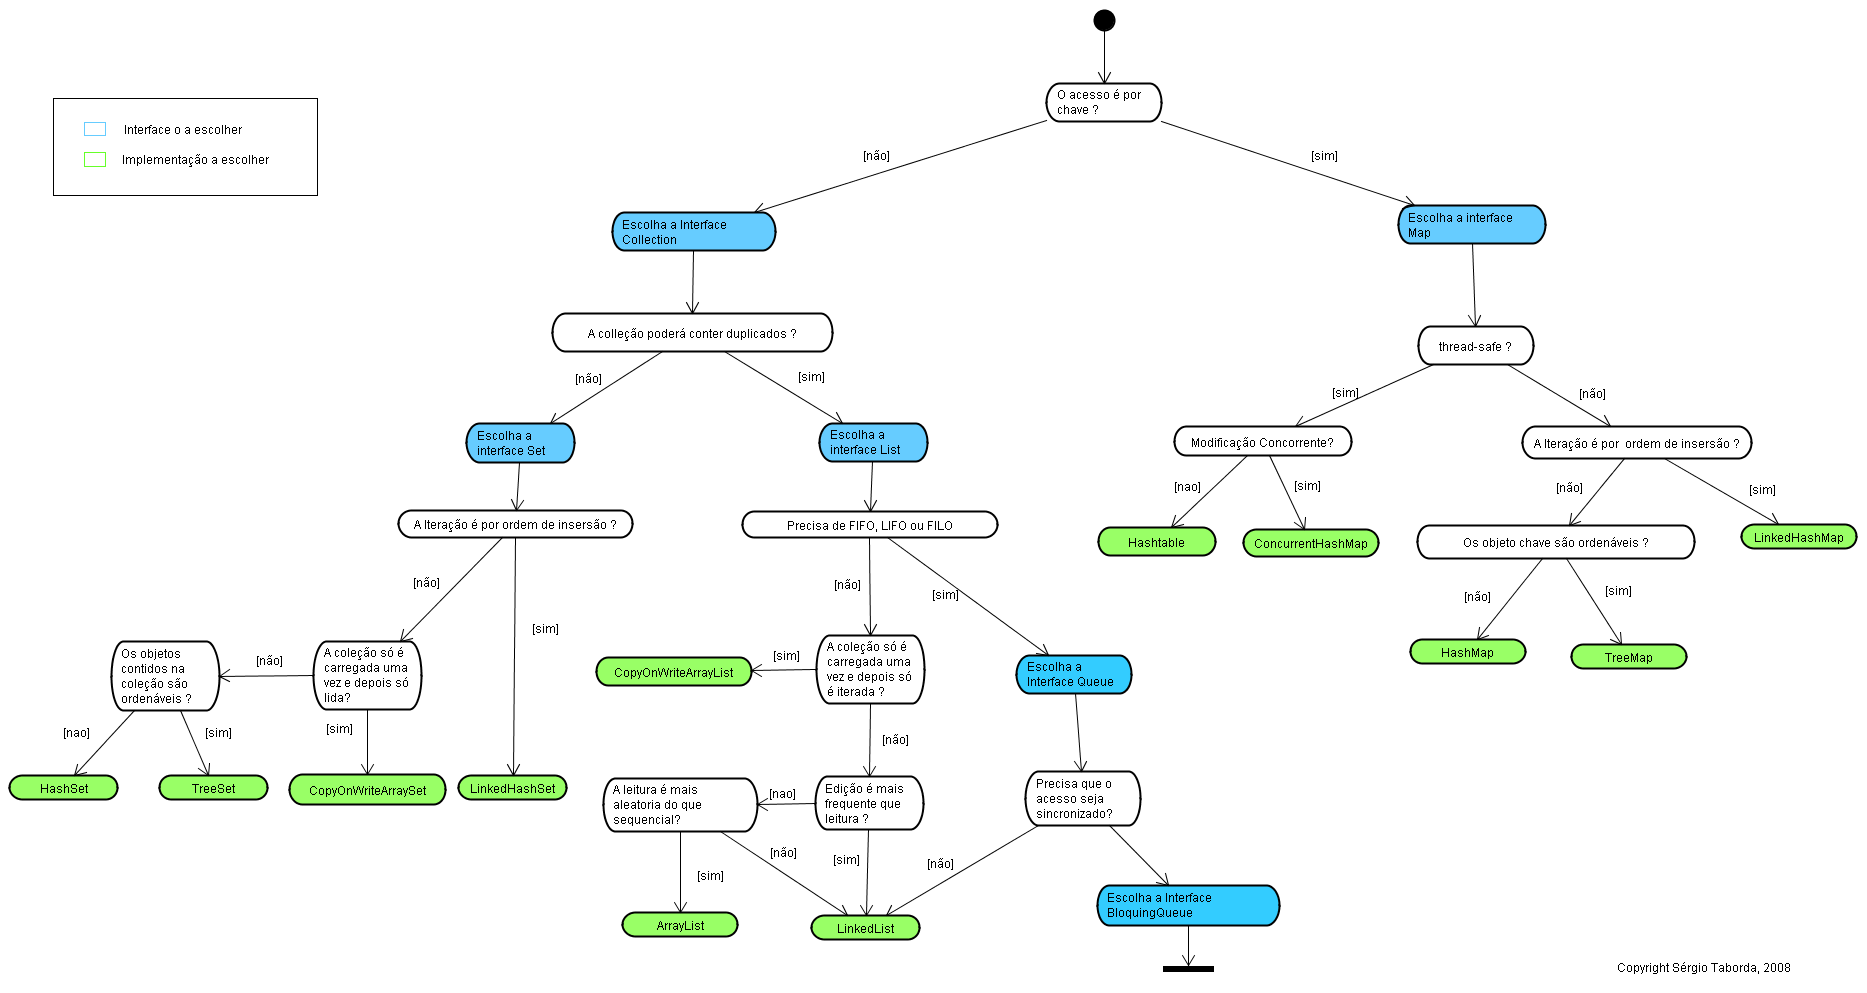 O acesso é por
chave ?
Interface o a escolher
Implementação a escolher
[não]
[sim]
Escolha a Interface
Collection
Escolha a interface
Map
A colleção poderá conter duplicados ?
thread-safe ?
[não]
[sim]
[sim]
[não]
Escolha a
interface Set
Escolha a
interface List
Modificação Concorrente?
A Iteração é por  ordem de insersão ?
[nao]
[sim]
[não]
[sim]
A Iteração é por ordem de insersão ?
Precisa de FIFO, LIFO ou FILO
Hashtable
ConcurrentHashMap
Os objeto chave são ordenáveis ?
LinkedHashMap
[não]
[sim]
[não]
[sim]
[não]
[sim]
Os objetos
contidos na
coleção são
ordenáveis ?
[não]
A coleção só é
carregada uma
vez e depois só
lida?
CopyOnWriteArrayList
[sim]
A coleção só é
carregada uma
vez e depois só
é iterada ?
Escolha a
Interface Queue
HashMap
TreeMap
[nao]
[sim]
[sim]
[não]
HashSet
TreeSet
CopyOnWriteArraySet
LinkedHashSet
A leitura é mais
aleatoria do que
sequencial?
[nao]
Edição é mais
frequente que
leitura ?
Precisa que o
acesso seja
sincronizado?
[sim]
[não]
[sim]
[não]
ArrayList
LinkedList
Escolha a Interface
BloquingQueue
Copyright Sérgio Taborda, 2008